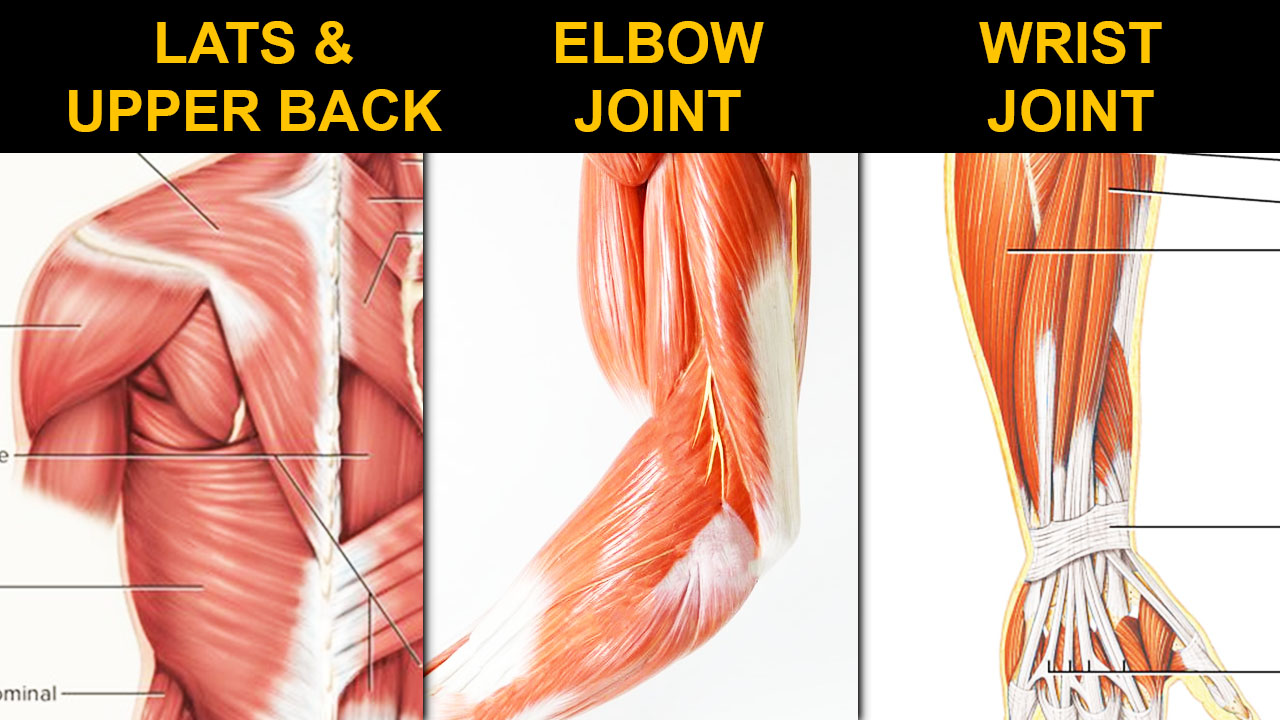 LATS &
UPPER BACK
ELBOW
JOINT
WRIST
JOINT
e
ominal